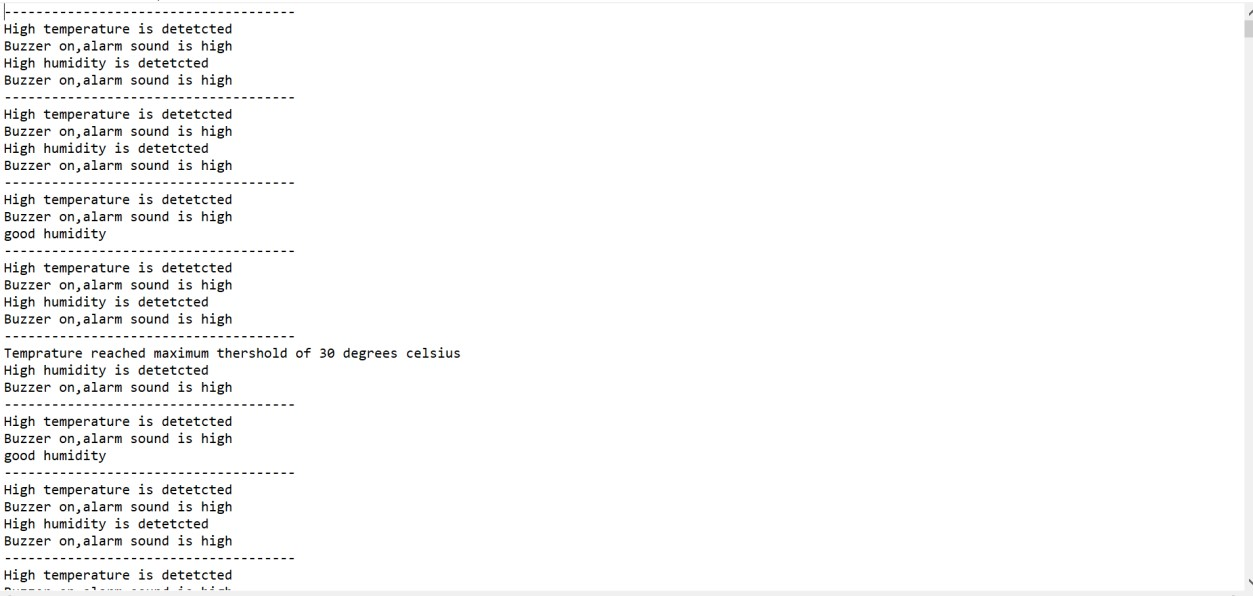 -------------------------------------
High temperature is detetcted
Buzzer on,alarm sound is high
High humidity is detetcted
Buzzer on,alarm sound is high
-------------------------------------
High temperature is detetcted
Buzzer on,alarm sound is high
High humidity is detetcted
Buzzer on,alarm sound is high
-------------------------------------
High temperature is detetcted
Buzzer on,alarm sound is high
good humidity
-------------------------------------
High temperature is detetcted
Buzzer on,alarm sound is high
High humidity is detetcted
Buzzer on,alarm sound is high
-------------------------------------
Temprature reached maximum thershold of 30 degrees celsius
High humidity is detetcted
Buzzer on,alarm sound is high
-------------------------------------
High temperature is detetcted
Buzzer on,alarm sound is high
good humidity
-------------------------------------
High temperature is detetcted
Buzzer on,alarm sound is high
High humidity is detetcted
Buzzer on,alarm sound is high
-------------------------------------
High temperature is detetcted